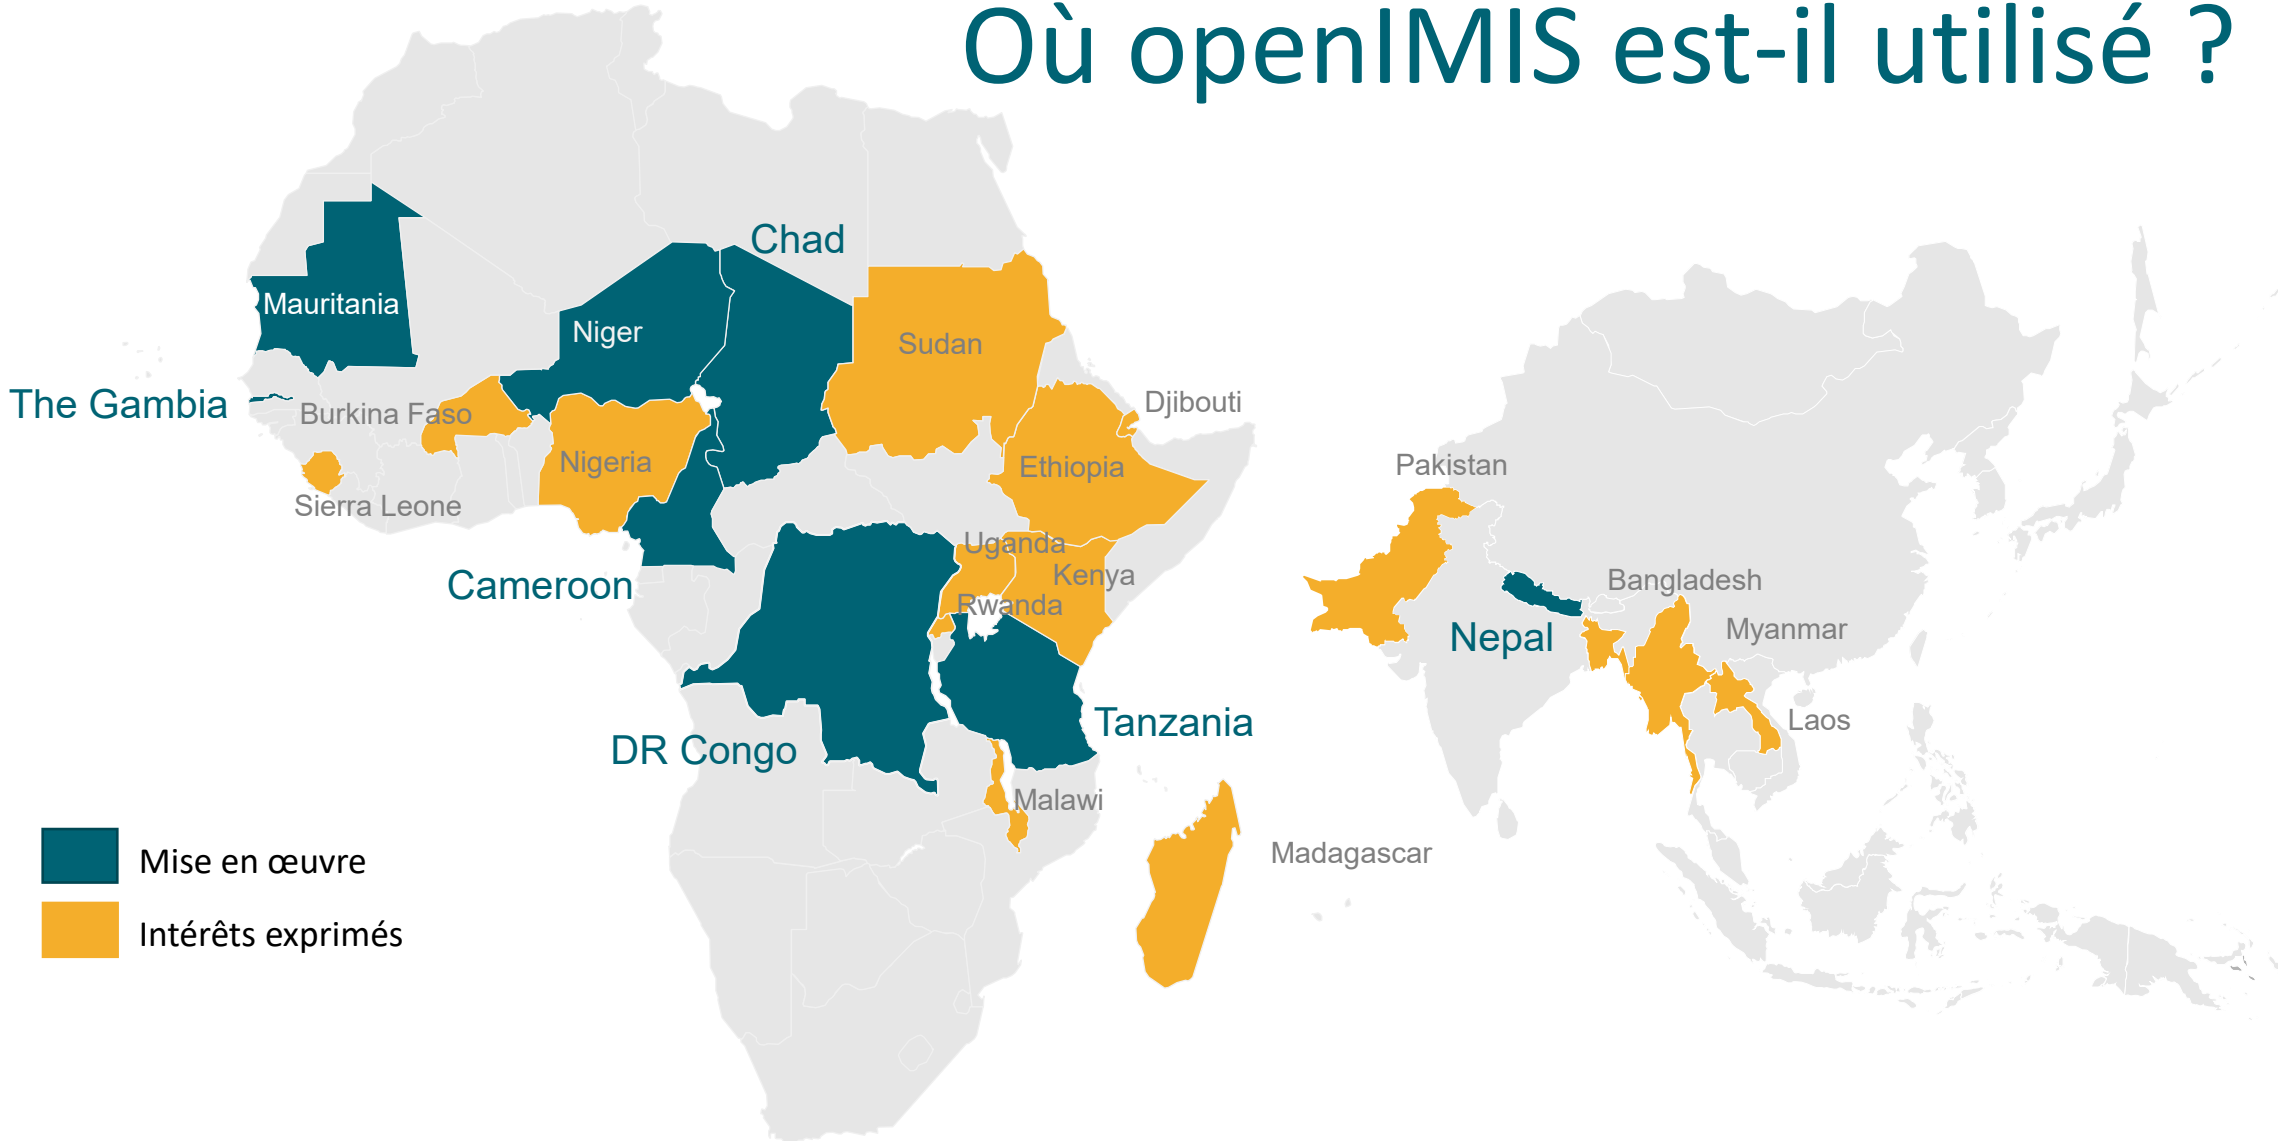 Où openIMIS est-il utilisé ?
Chad
Mauritania
Niger
Sudan
The Gambia
Burkina Faso
Djibouti
Nigeria
Ethiopia
Pakistan
Sierra Leone
Uganda
Kenya
Cameroon
Rwanda
Bangladesh
Nepal
Myanmar
Tanzania
Laos
DR Congo
Malawi
Madagascar
Mise en œuvre
Intérêts exprimés